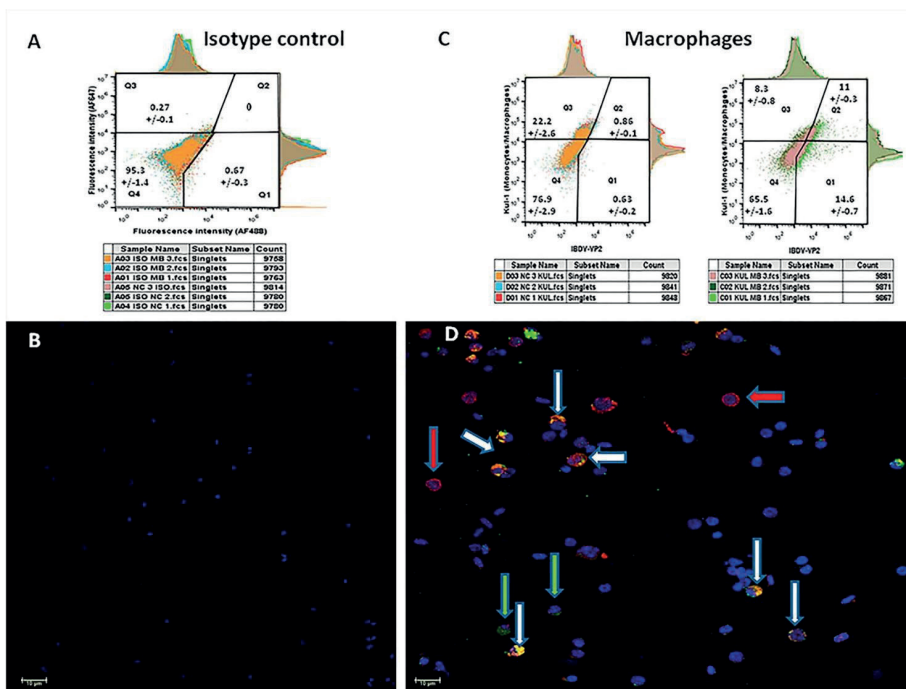 A Isotype control
Q3
Q2
0.27
+/-0.1
0
95.3
+/-1.4
Q4
0.67
+/-0.3
Q1
Fluorescence intensity (AF647)
Fluorescence intensity (AF488)
Sample Name Subset Name Count
A03 ISO MB 3.fcs Singlets 9758
A02 ISO MB 2.fcs Singlets 9793
A01 ISO MB 1.fcs Singlets 9763
A05 NC 3 ISO.fcs Singlets 9814
A05 ISO NC 2.fcs Singlets 9780
A04 ISO NC 1.fcs Singlets 9780
C Macrophages
Q3
Q2
22.2
+/-2.6
0.86
+/-0.1
Q4
Q1
76.9
+/-2.9
0.63
+/-0.2
Kul-1 (Monocytes/Macrophages)
IBDV-VP2
Sample Name Subset Name Count
D03 NC 3 KUL.fcs Singlets 9820
D02 NC 2 KUL.fcs Singlets 9841
D01 NC 1 KUL.fcs Singlets 9848
8.3
+/-0.8
11
+/-0.3
Q3
Q2
Q4
Q1
65.5
+/-1.6
14.6
+/-0.7
Kul-1 (Monocytes/Macrophages)
IBDV-VP2
Sample Name Subset Name Count
C03 KUL MB 3.fcs Singlets 9881
C02 KUL MB 2.fcs Singlets 9871
C01 KUL MB 1.fcs Singlets 9867
B
10 µm
D
10 µm